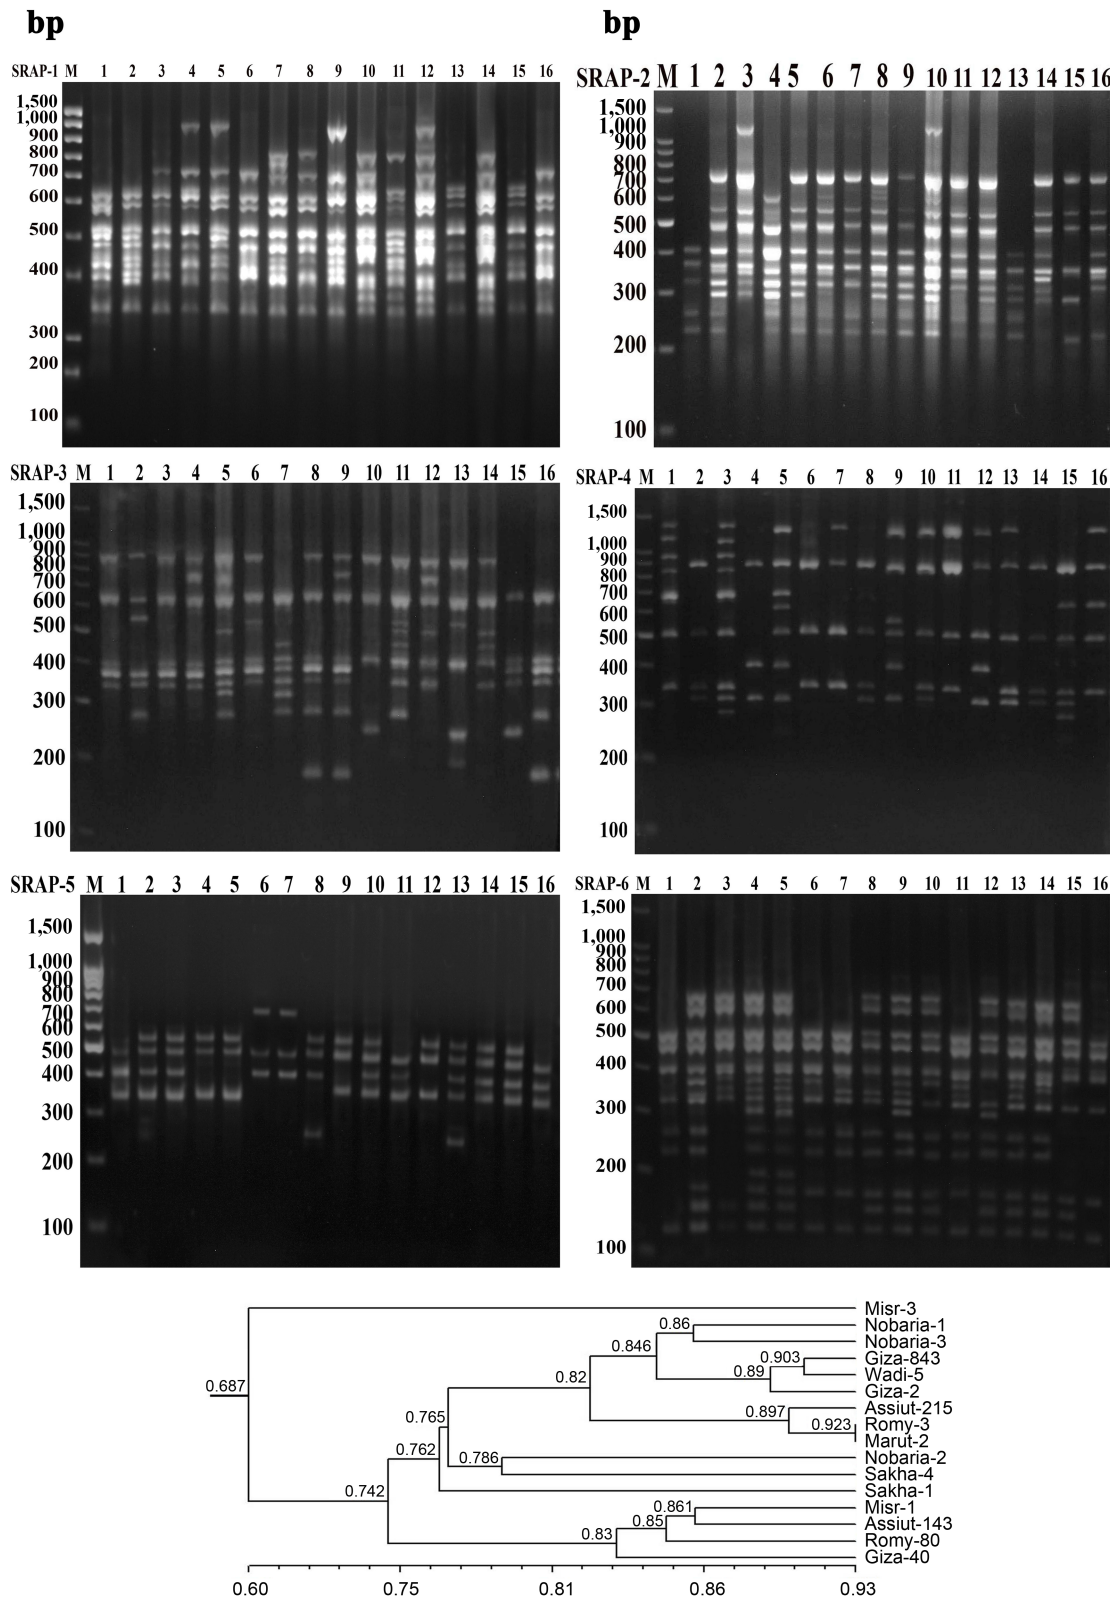 bp
bp
SRAP-1 M 1 2 3 4 5 6 7 8 9 10 11 12 13 14 15 16
1,500
1,000
900
800
700
600
500
400
300
200
100
SRAP-2 M 1 2 3 4 5 6 7 8 9 10 11 12 13 14 15 16
1,500
1,000
900
800
700
600
500
400
300
200
100
SRAP-3 M 1 2 3 4 5 6 7 8 9 10 11 12 13 14 15 16
1,500
1,000
900
800
700
600
500
400
300
200
100
SRAP-4 M 1 2 3 4 5 6 7 8 9 10 11 12 13 14 15 16
1,500
1,000
900
800
700
600
500
400
300
200
100
SRAP-5 M 1 2 3 4 5 6 7 8 9 10 11 12 13 14 15 16
1,500
1,000
900
800
700
600
500
400
300
200
100
SRAP-6 M 1 2 3 4 5 6 7 8 9 10 11 12 13 14 15 16
1,500
1,000
900
800
700
600
500
400
300
200
100
Misr-3
0.86 Nobaria-1
0.846 Nobaria-3
0.903 Giza-843
0.82 0.89 Wadi-5
0.687 Giza-2
0.897 Assiut-215
0.765 0.923 Romy-3
Marut-2
0.762 0.786 Nobaria-2
Sakha-4
0.742 Sakha-1
0.861 Misr-1
0.85 Assiut-143
0.83 Romy-80
Giza-40
0.60 0.75 0.81 0.86 0.93